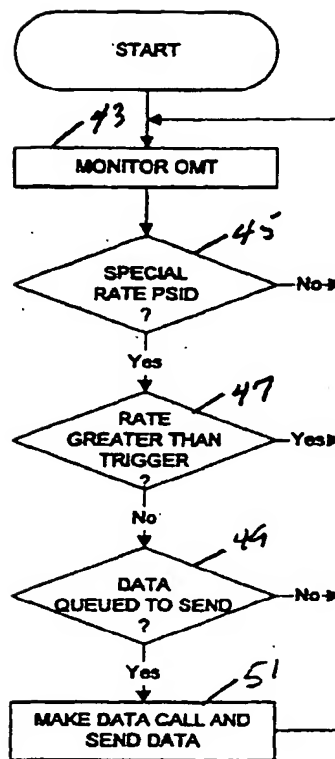 START
43
MONITOR OMT
45
SPECIAL
RATE PSID
?
No
Yes
47
RATE
GREATER THAN
TRIGGER
?
Yes
No
49
DATA
QUEUED TO SEND
?
No
Yes
51
MAKE DATA CALL AND
SEND DATA